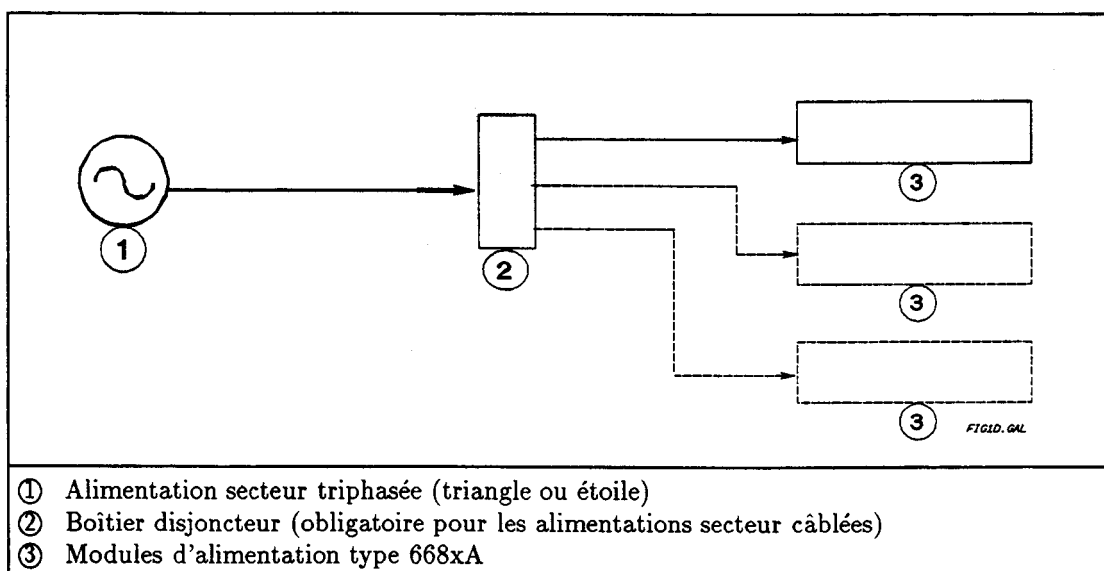 1
2
3
3
3
FIG1D.GAL
① Alimentation secteur triphasée (triangle ou étoile)
② Boîtier disjoncteur (obligatoire pour les alimentations secteur câblées)
③ Modules d'alimentation type 668xA